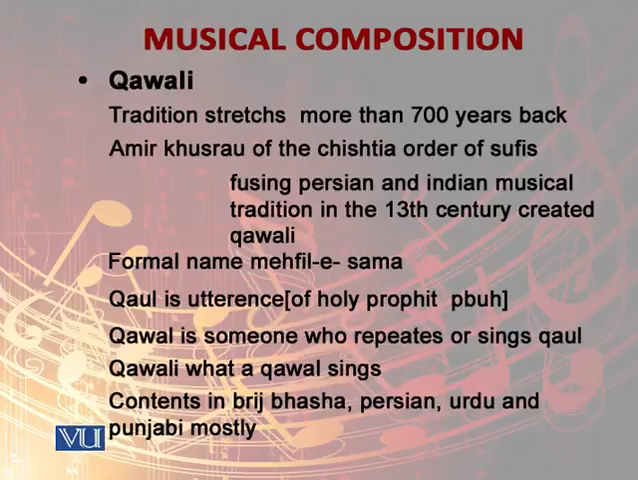 MUSICAL COMPOSITION
• Qawali
Tradition stretchs more than 700 years back
Amir khusrau of the chishtia order of sufis
fusing persian and indian musical
tradition in the 13th century created
qawali
Formal name mehfil-e- sama
Qaul is utterence[of holy prophit pbuh]
Qawal is someone who repeates or sings qaul
Qawali what a qawal sings
Contents in brij bhasha, persian, urdu and
punjabi mostly
VU